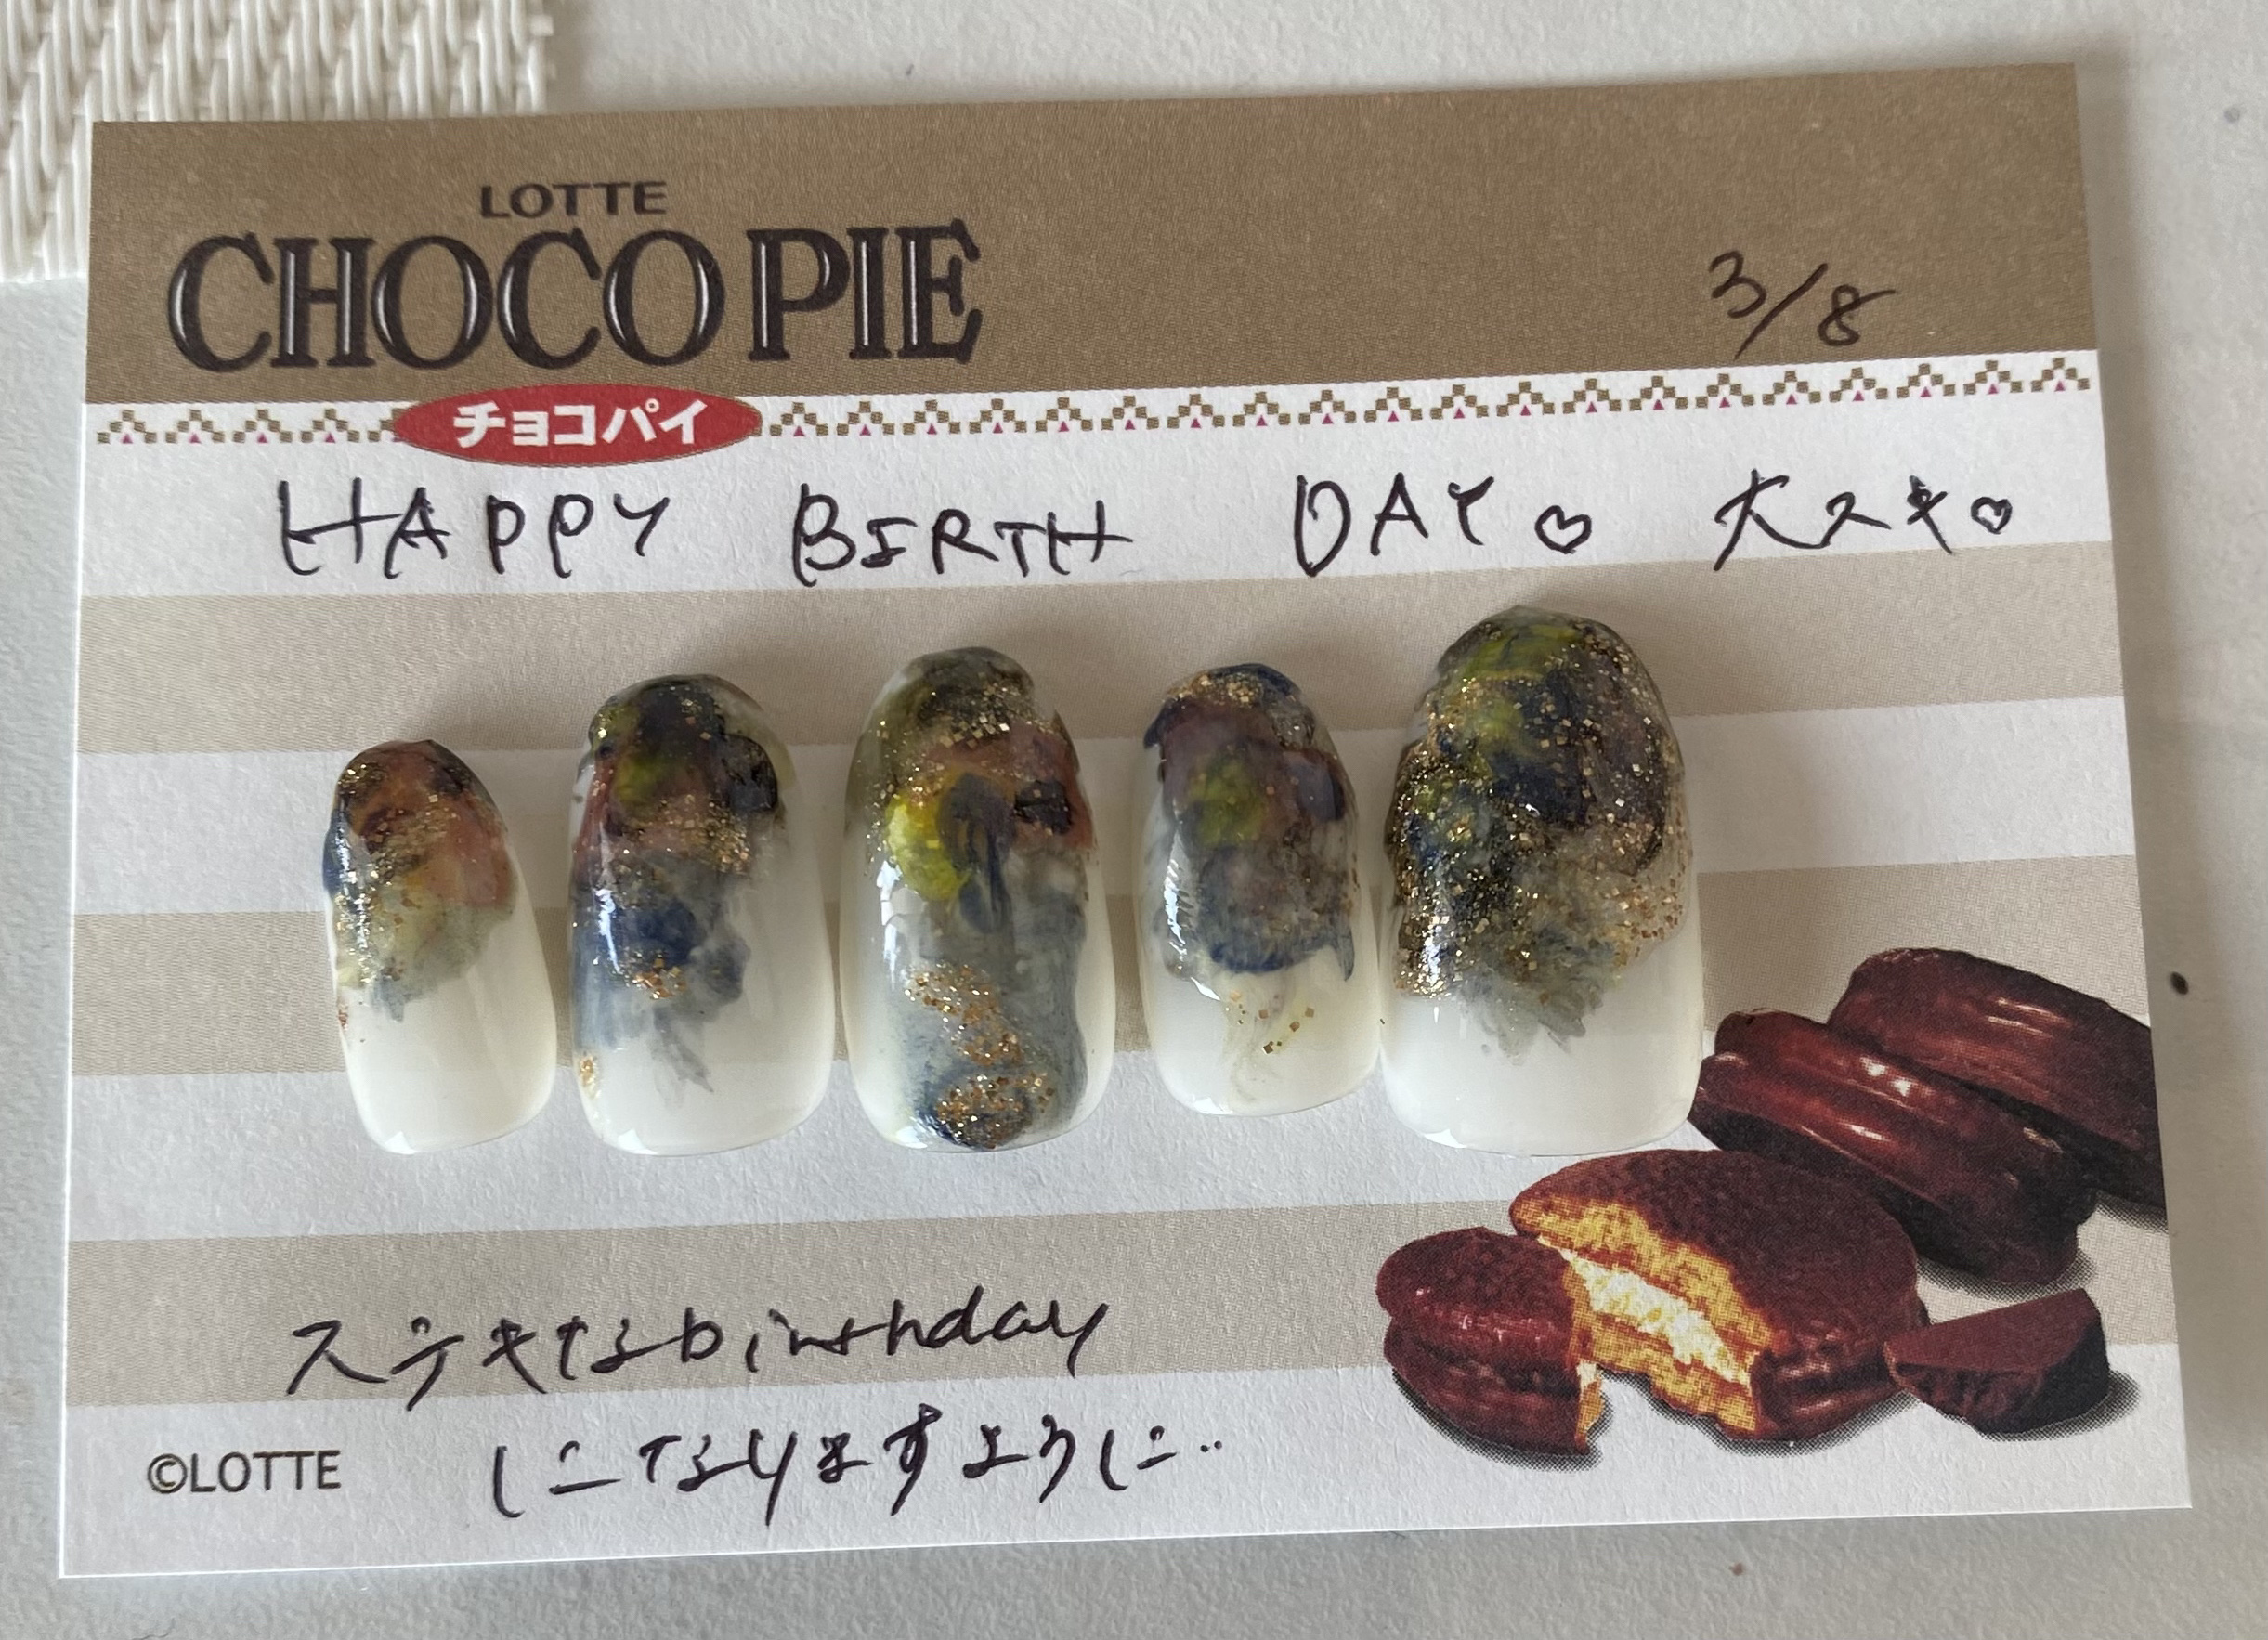 LOTTE
CHOCO PIE
3/8
チョコパイ
HAPPY BIRTH DAY♡ 大スキ♡
ステキなbirthday
になりますように‥
©LOTTE